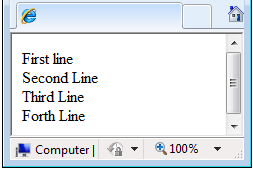 First line
Second Line
Third Line
Forth Line
Computer |
100%